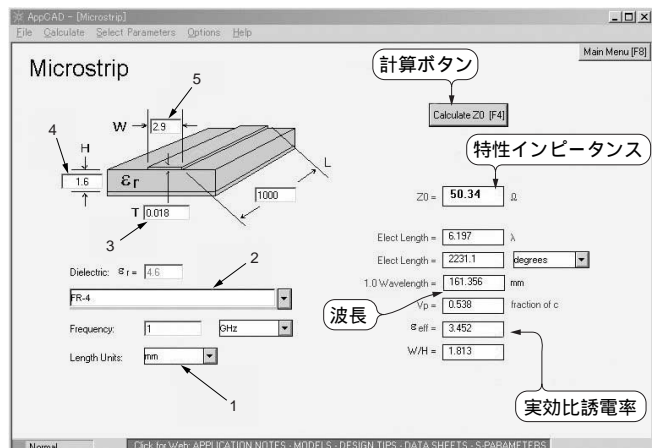 AppCAD - [Microstrip]
File Calculate Select Parameters Options Help
Main Menu [F8]
Microstrip
計算ボタン
5
W
2.9
Calculate Z0 [F4]
4
H
L
特性インピータンス
1.6
εr
1000
Z0 = 50.34 Ω
T 0.018
3
Elect Length = 6.197 λ
2
Elect Length = 2231.1 degrees
Dielectric: εr = 4.6
1.0 Wavelength = 161.356 mm
FR-4
Vp = 0.538 fraction of c
波長
Frequency: 1 GHz
εeff = 3.452
Length Units: mm
W/H = 1.813
1
実効比誘電率
Normal
Click for Web: APPLICATION NOTES - MODELS - DESIGN TIPS - DATA SHEETS - S-PARAMETERS